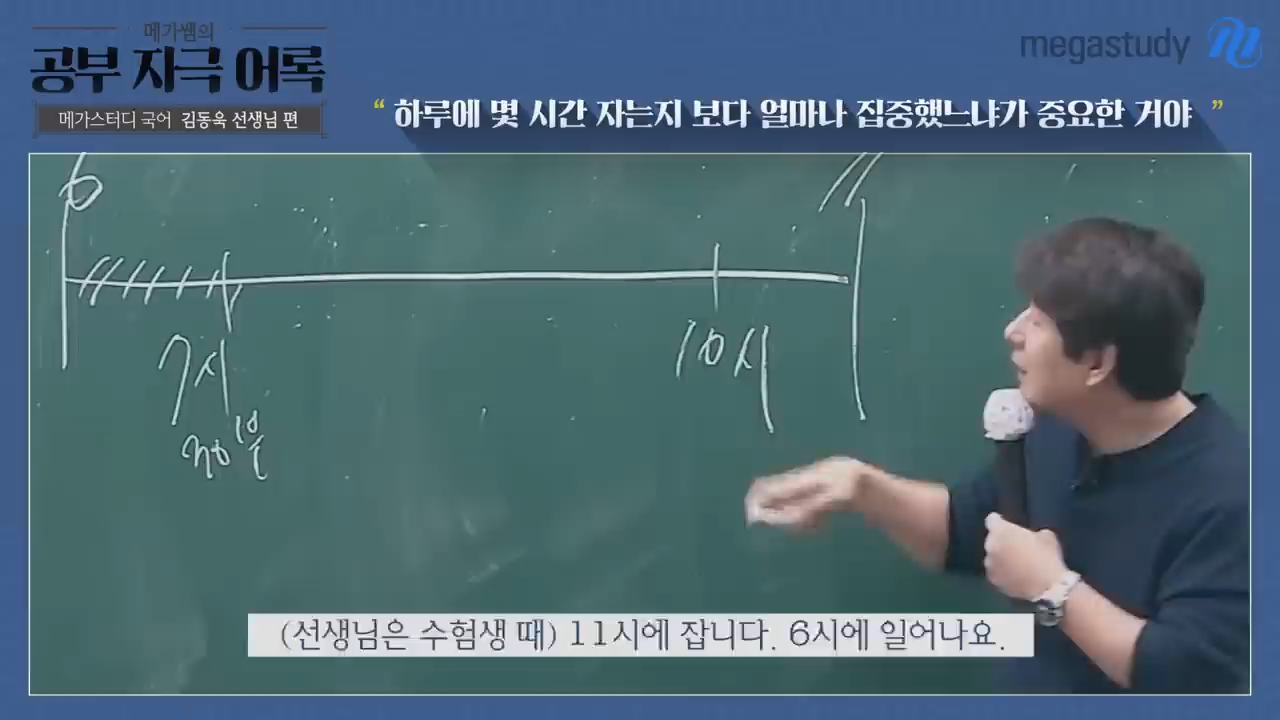 메가쌤의
공부 자극 어록
메가스터디 국어 김동욱 선생님 편
megastudy
“ 하루에 몇 시간 자는지 보다 얼마나 집중했느냐가 중요한 거야 ”
6
11
7시
30분
10시
(선생님은 수험생 때) 11시에 잡니다. 6시에 일어나요.